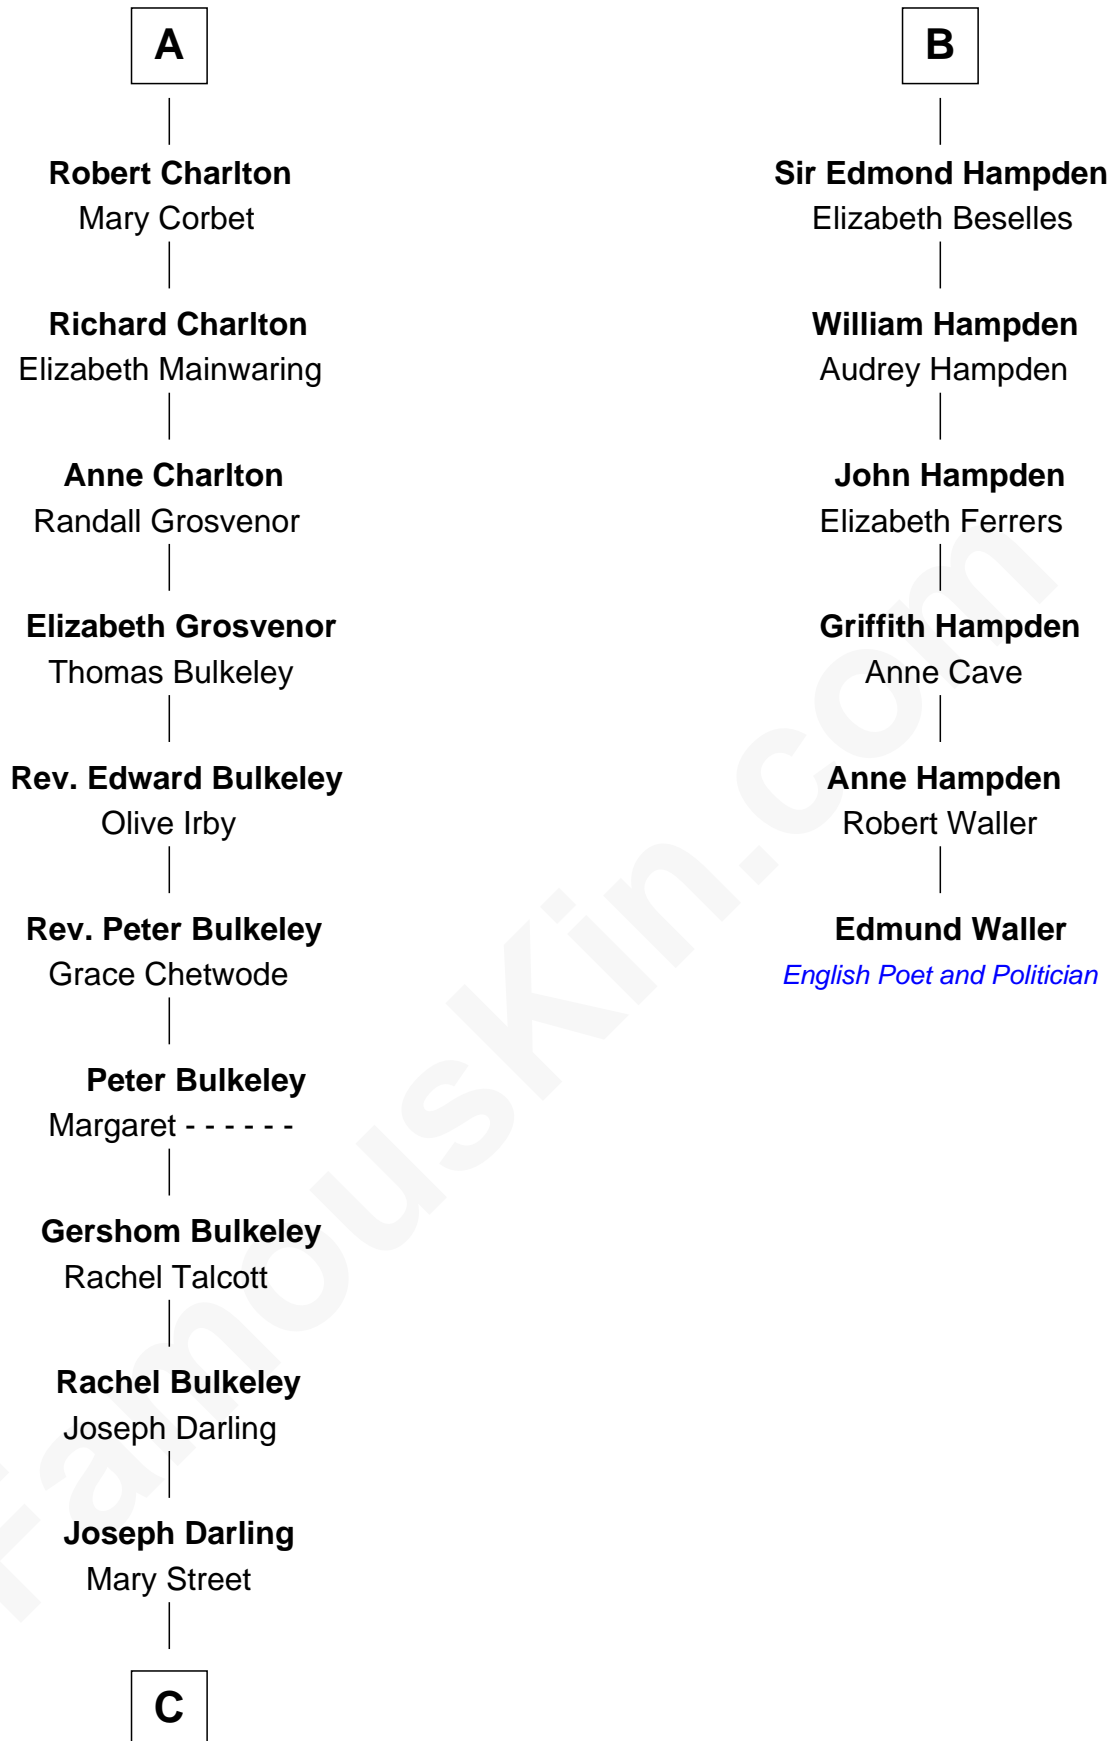 A
Robert Charlton
Mary Corbet
Richard Charlton
Elizabeth Mainwaring
Anne Charlton
Randall Grosvenor
Elizabeth Grosvenor
Thomas Bulkeley
Rev. Edward Bulkeley
Olive Irby
Rev. Peter Bulkeley
Grace Chetwode
Peter Bulkeley
Margaret - - - - - -
Gershom Bulkeley
Rachel Talcott
Rachel Bulkeley
Joseph Darling
Joseph Darling
Mary Street
C
B
Sir Edmond Hampden
Elizabeth Beselles
William Hampden
Audrey Hampden
John Hampden
Elizabeth Ferrers
Griffith Hampden
Anne Cave
Anne Hampden
Robert Waller
Edmund Waller
English Poet and Politician
FamousKin.com